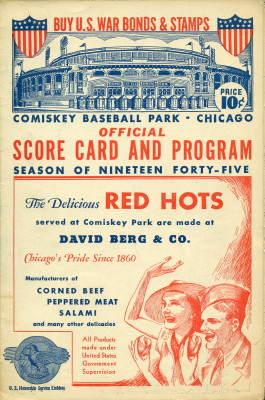 BUY U.S. WAR BONDS & STAMPS
PRICE
10¢
COMISKEY BASEBALL PARK · CHICAGO
OFFICIAL
SCORE CARD AND PROGRAM
SEASON OF NINETEEN FORTY-FIVE
The Delicious RED HOTS
served at Comiskey Park are made at
DAVID BERG & CO.
Chicago's Pride Since 1860
Manufacturers of
CORNED BEEF
PEPPERED MEAT
SALAMI
and many other delicacies
All Products
made under
United States
Government
Supervision
U. S. Honorable Service Emblem